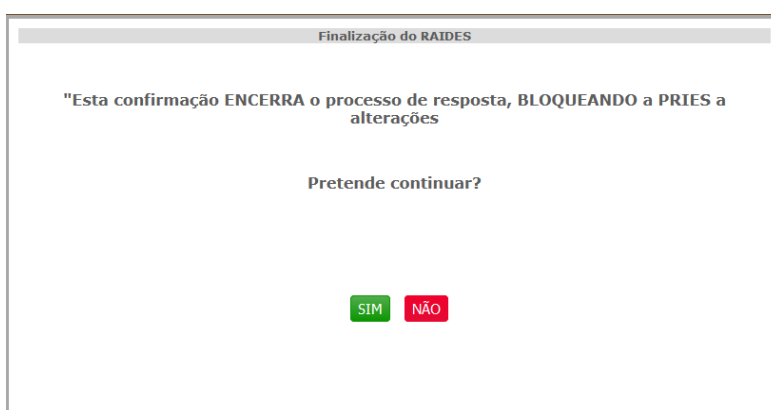 Finalização do RAIDES
"Esta confirmação ENCERRA o processo de resposta, BLOQUEANDO a PRIES a
alterações
Pretende continuar?
SIM NÃO